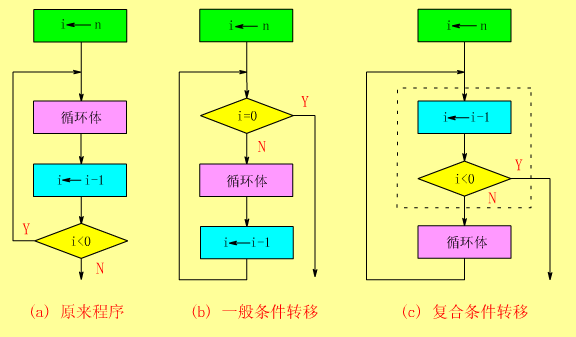 i← n
i← n
i← n
循环体
i← i-1
i<0
Y
N
i=0
Y
N
循环体
i← i-1
i← i-1
i<0
Y
N
循环体
(a) 原来程序
(b) 一般条件转移
(c) 复合条件转移